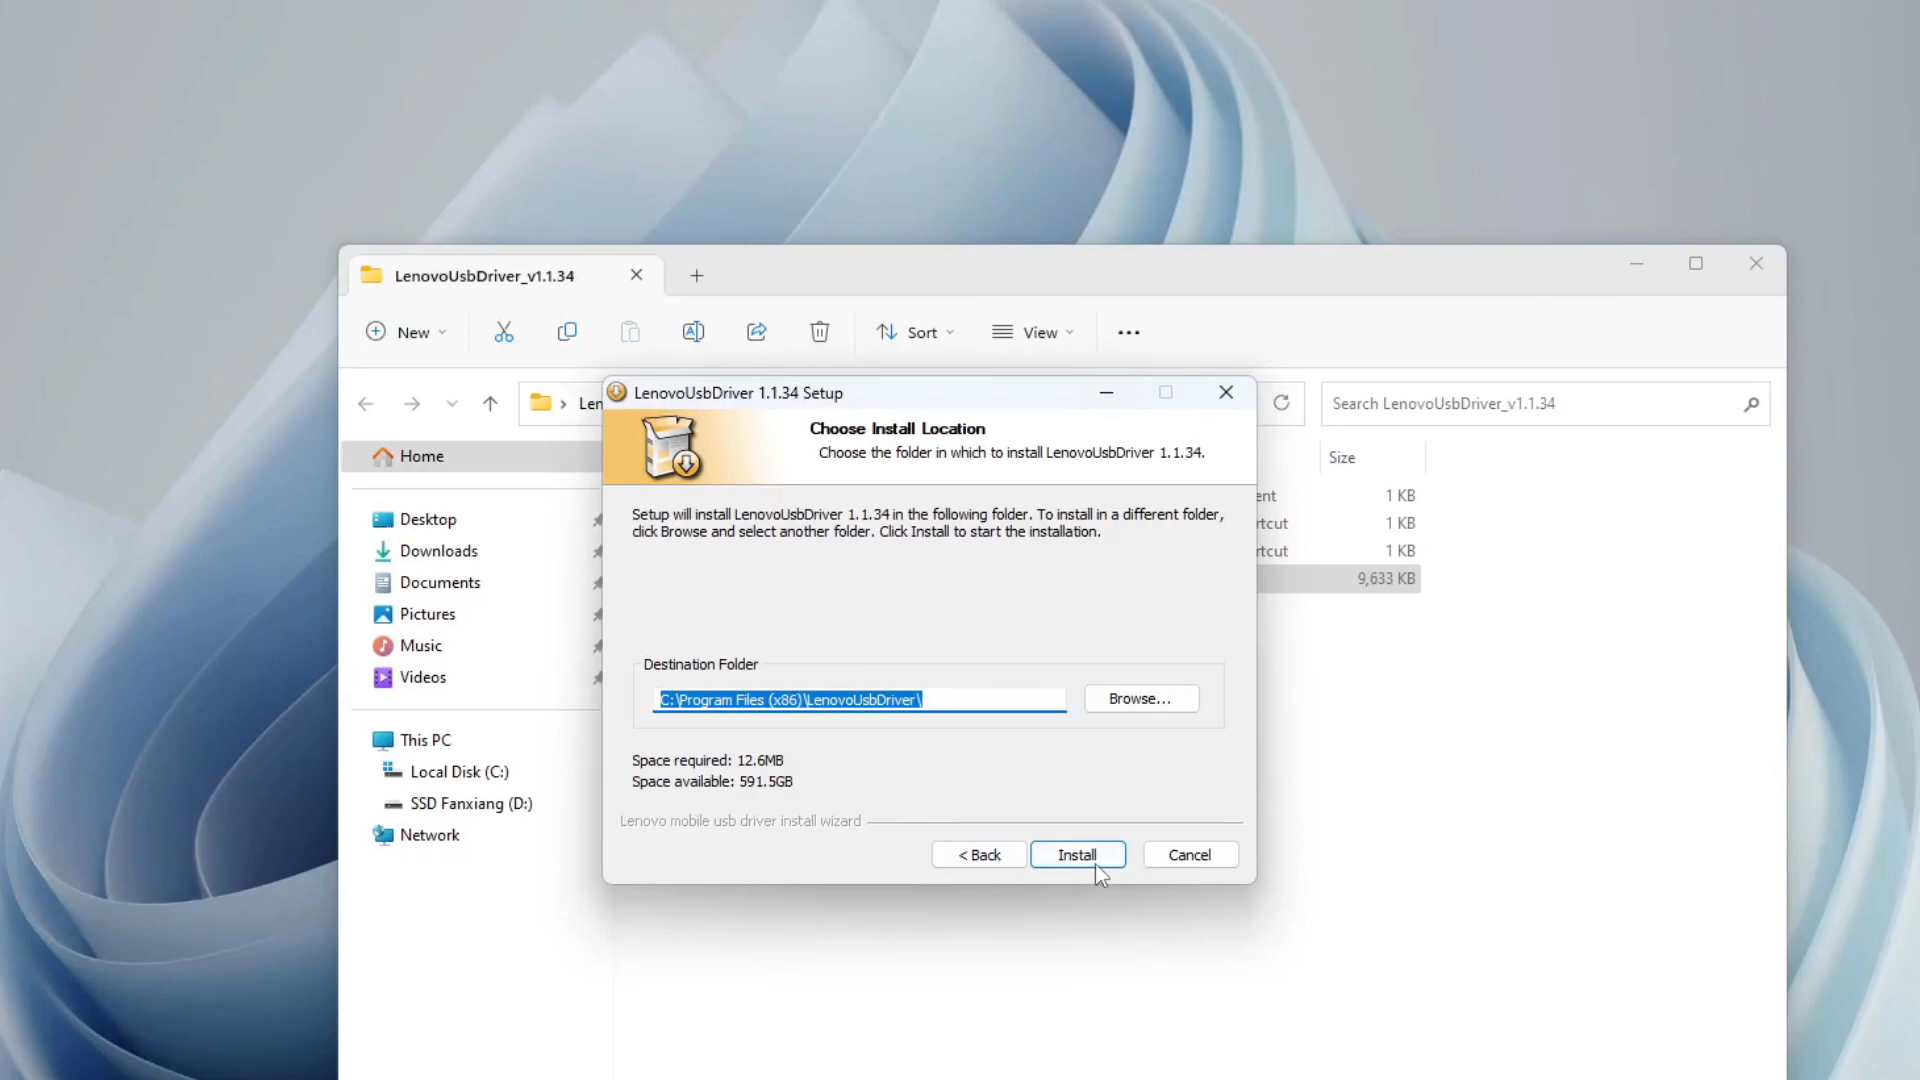 LenovoUsbDriver_v1.1.34
New
Sort
View
Len
Search LenovoUsbDriver_v1.1.34
Home
Desktop
Downloads
Documents
Pictures
Music
Videos
This PC
Local Disk (C:)
SSD Fanxiang (D:)
Network
Size
ent
1 KB
rtcut
1 KB
rtcut
1 KB
9,633 KB
LenovoUsbDriver 1.1.34 Setup
Choose Install Location
Choose the folder in which to install LenovoUsbDriver 1.1.34.
Setup will install LenovoUsbDriver 1.1.34 in the following folder. To install in a different folder,
click Browse and select another folder. Click Install to start the installation.
Destination Folder
C:\Program Files (x86)\LenovoUsbDriver\
Browse...
Space required: 12.6MB
Space available: 591.5GB
Lenovo mobile usb driver install wizard
< Back
Install
Cancel